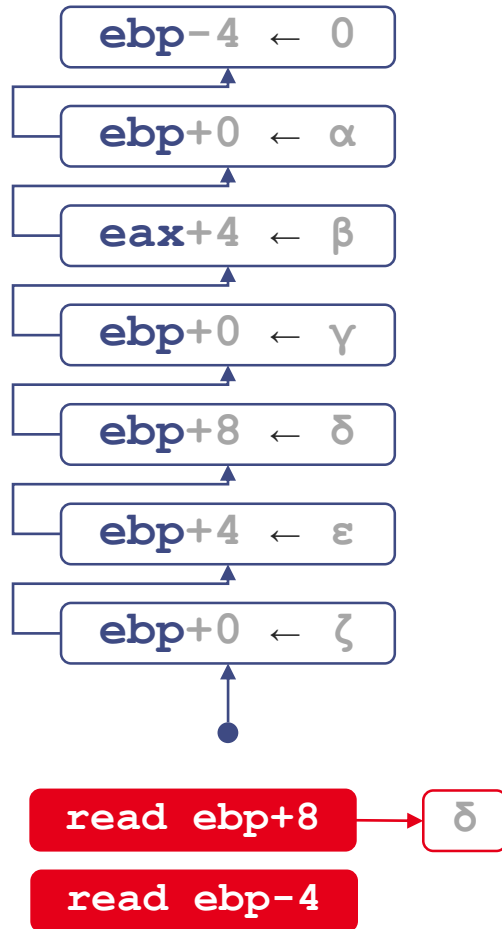 ebp-4 ← 0
ebp+0 ← α
eax+4 ← β
ebp+0 ← γ
ebp+8 ← δ
ebp+4 ← ε
ebp+0 ← ζ
read ebp+8 δ
read ebp-4